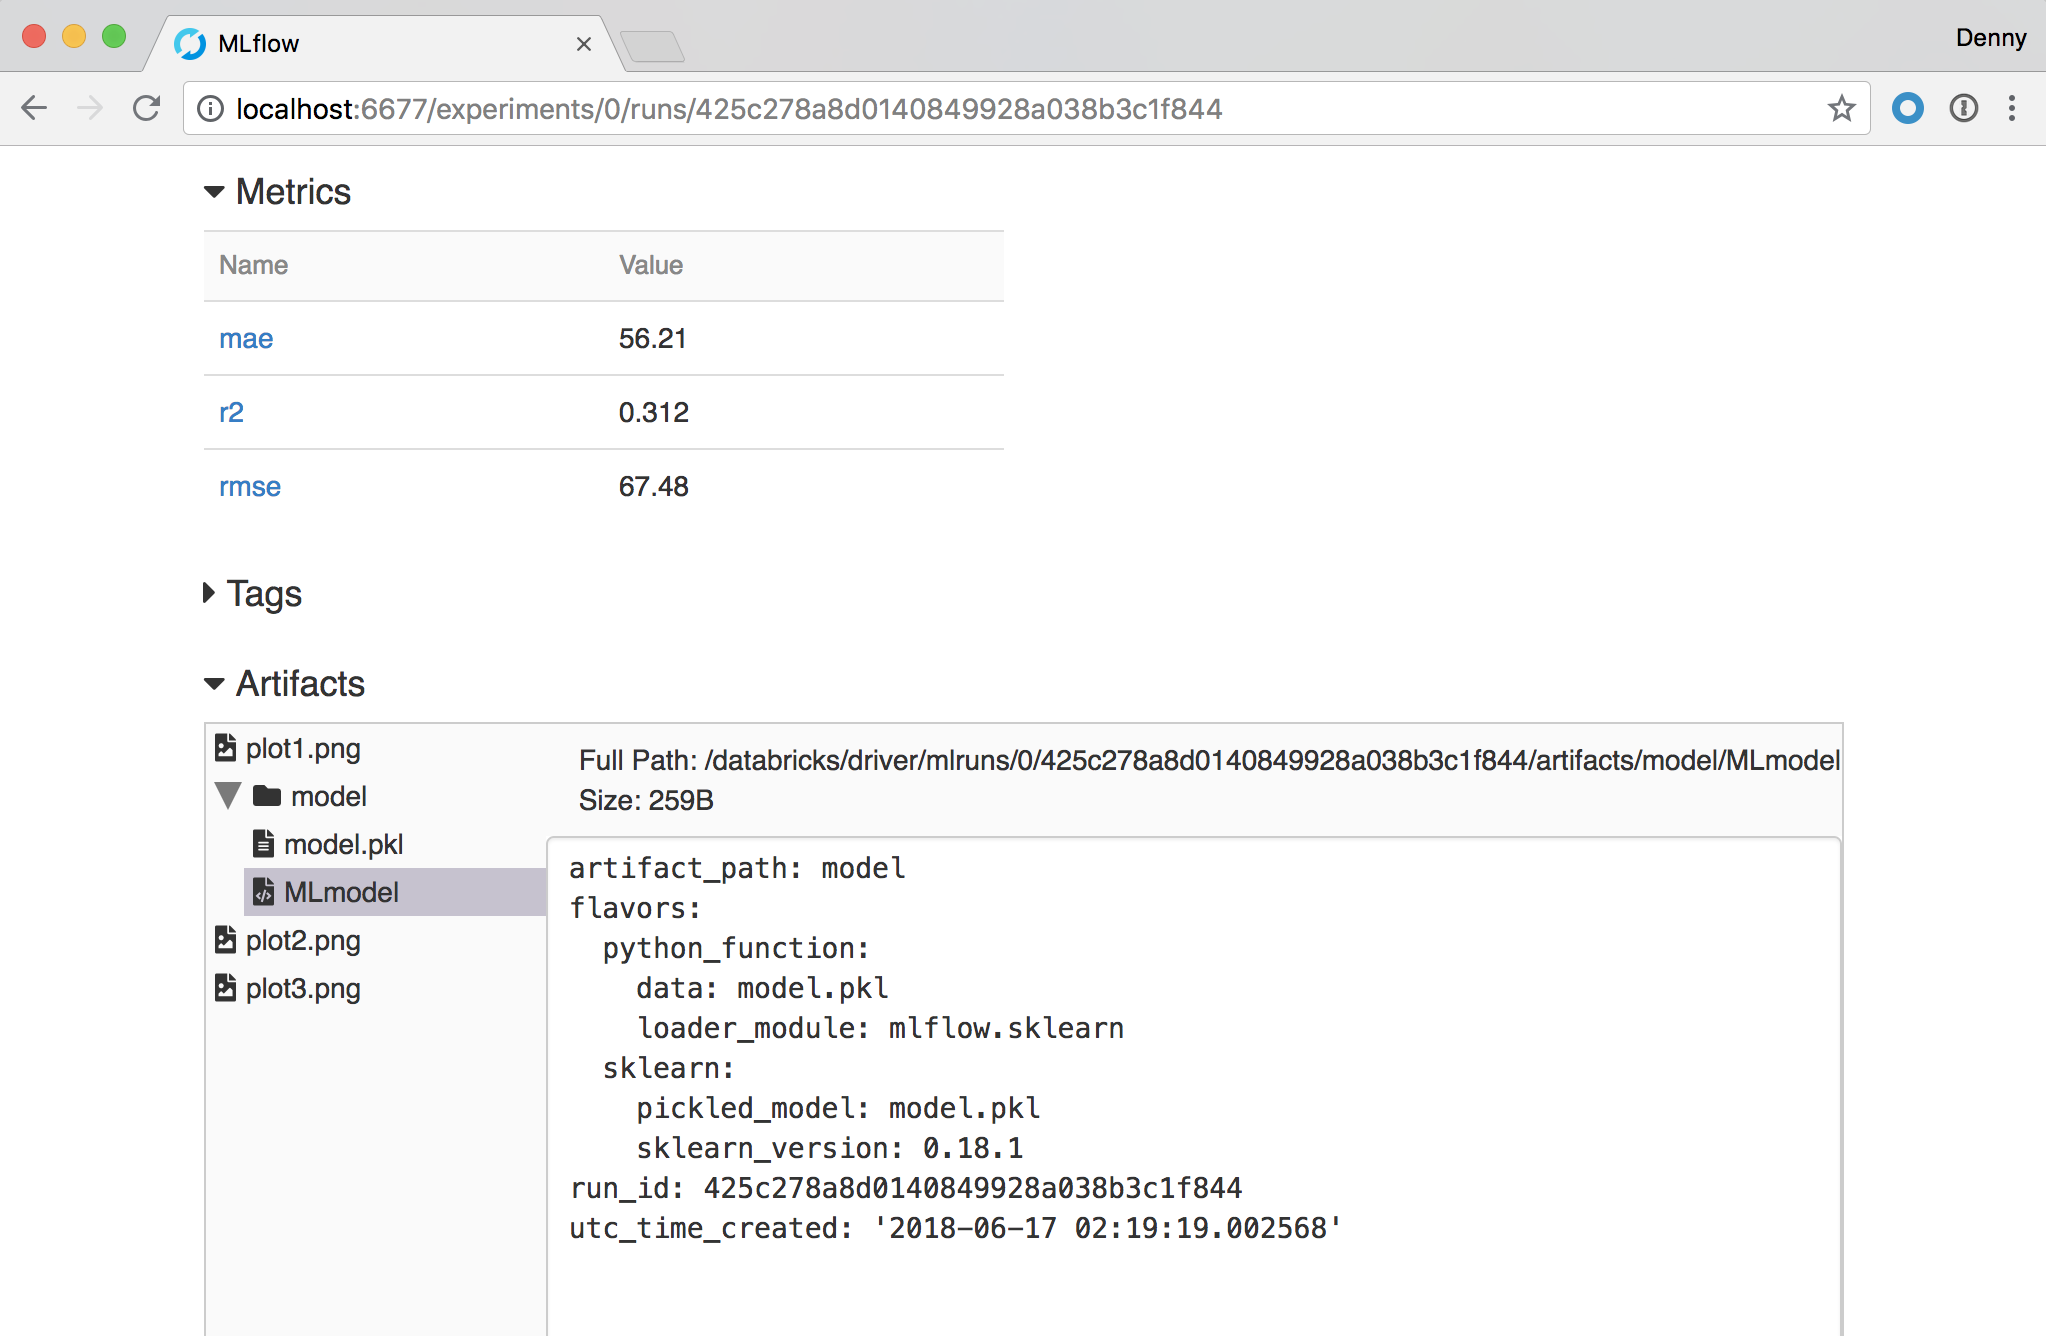 MLflow
Denny
localhost:6677/experiments/0/runs/425c278a8d0140849928a038b3c1f844
Metrics
Name Value
mae 56.21
r2 0.312
rmse 67.48
Tags
Artifacts
plot1.png
model
model.pkl
MLmodel
plot2.png
plot3.png
Full Path: /databricks/driver/mlruns/0/425c278a8d0140849928a038b3c1f844/artifacts/model/MLmodel
Size: 259B
artifact_path: model
flavors:
  python_function:
    data: model.pkl
    loader_module: mlflow.sklearn
  sklearn:
    pickled_model: model.pkl
    sklearn_version: 0.18.1
run_id: 425c278a8d0140849928a038b3c1f844
utc_time_created: '2018-06-17 02:19:19.002568'